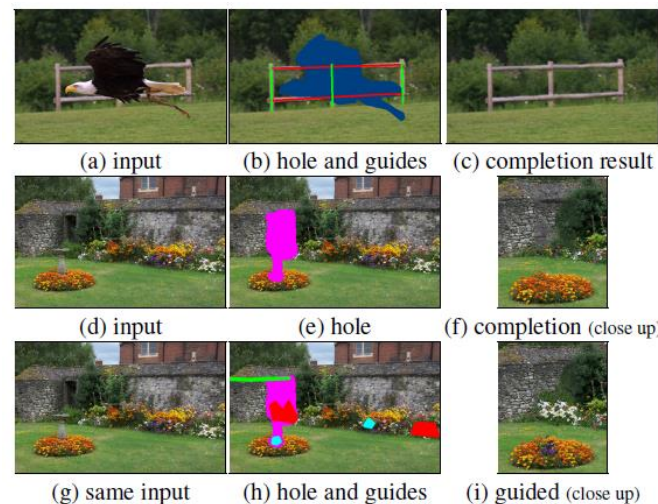 (a) input (b) hole and guides (c) completion result
(d) input (e) hole (f) completion (close up)
(g) same input (h) hole and guides (i) guided (close up)